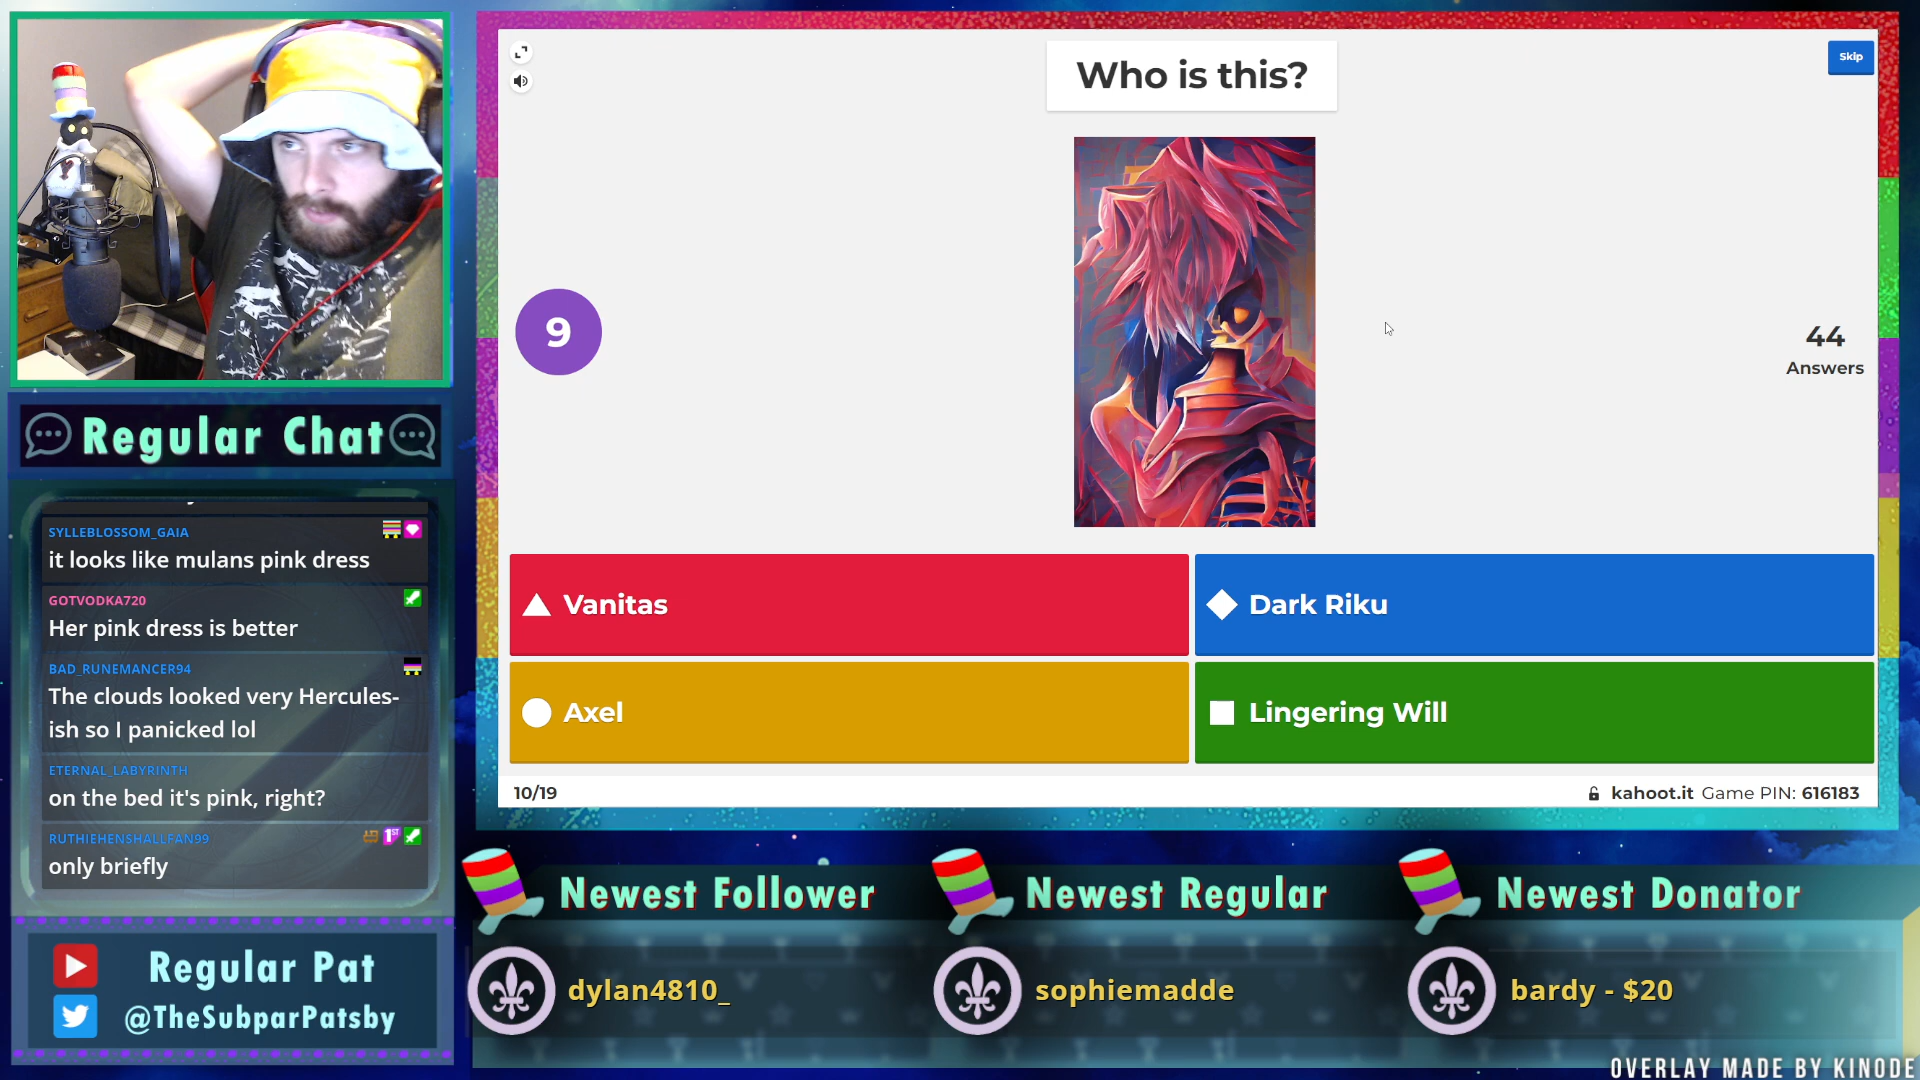 Who is this?
Skip
9
44
Answers
Vanitas
Dark Riku
Axel
Lingering Will
10/19
kahoot.it Game PIN: 616183
Regular Chat
SYLLEBLOSSOM_GAIA
it looks like mulans pink dress
GOTVODKA720
Her pink dress is better
BAD_RUNEMANCER94
The clouds looked very Hercules-
ish so I panicked lol
ETERNAL_LABYRINTH
on the bed it's pink, right?
RUTHIEHENSHALLFAN99
1ST
only briefly
Regular Pat
@TheSubparPatsby
Newest Follower
dylan4810_
Newest Regular
sophiemadde
Newest Donator
bardy - $20
OVERLAY MADE BY KINODE